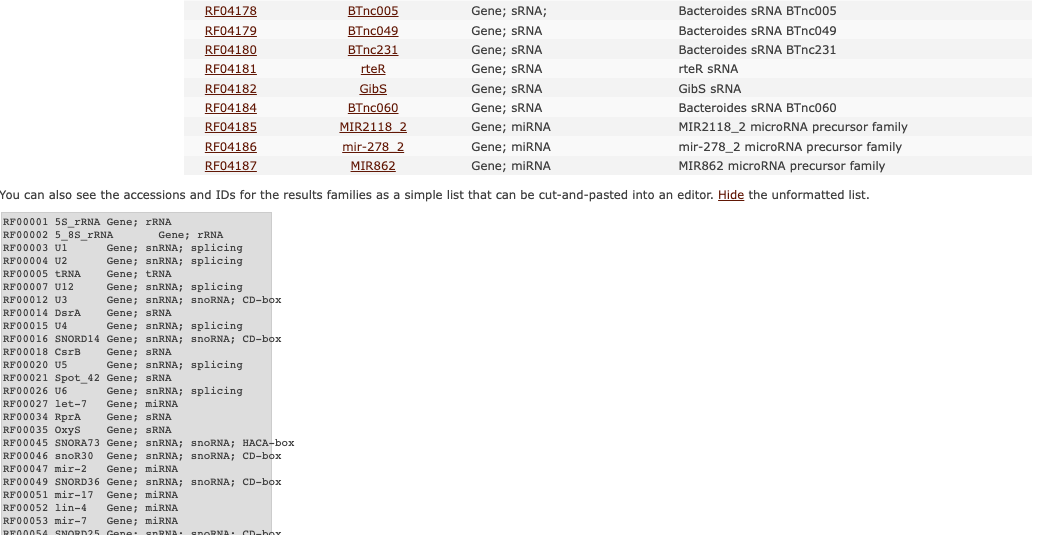 RF04178 BTnc005 Gene; sRNA; Bacteroides sRNA BTnc005
RF04179 BTnc049 Gene; sRNA Bacteroides sRNA BTnc049
RF04180 BTnc231 Gene; sRNA Bacteroides sRNA BTnc231
RF04181 rteR Gene; sRNA rteR sRNA
RF04182 GibS Gene; sRNA GibS sRNA
RF04184 BTnc060 Gene; sRNA Bacteroides sRNA BTnc060
RF04185 MIR2118_2 Gene; miRNA MIR2118_2 microRNA precursor family
RF04186 mir-278_2 Gene; miRNA mir-278_2 microRNA precursor family
RF04187 MIR862 Gene; miRNA MIR862 microRNA precursor family
You can also see the accessions and IDs for the results families as a simple list that can be cut-and-pasted into an editor. Hide the unformatted list.
RF00001 5S_rRNA Gene; rRNA
RF00002 5_8S_rRNA Gene; rRNA
RF00003 U1 Gene; snRNA; splicing
RF00004 U2 Gene; snRNA; splicing
RF00005 tRNA Gene; tRNA
RF00007 U12 Gene; snRNA; splicing
RF00012 U3 Gene; snRNA; snoRNA; CD-box
RF00014 DsrA Gene; sRNA
RF00015 U4 Gene; snRNA; splicing
RF00016 SNORD14 Gene; snRNA; snoRNA; CD-box
RF00018 CsrB Gene; sRNA
RF00020 U5 Gene; snRNA; splicing
RF00021 Spot_42 Gene; sRNA
RF00026 U6 Gene; snRNA; splicing
RF00027 let-7 Gene; miRNA
RF00034 RprA Gene; sRNA
RF00035 OxyS Gene; sRNA
RF00045 SNORA73 Gene; snRNA; snoRNA; HACA-box
RF00046 snoR30 Gene; snRNA; snoRNA; CD-box
RF00047 mir-2 Gene; miRNA
RF00049 SNORD36 Gene; snRNA; snoRNA; CD-box
RF00051 mir-17 Gene; miRNA
RF00052 lin-4 Gene; miRNA
RF00053 mir-7 Gene; miRNA
RF00054 SNORD25 Gene; snRNA; snoRNA; CD-box